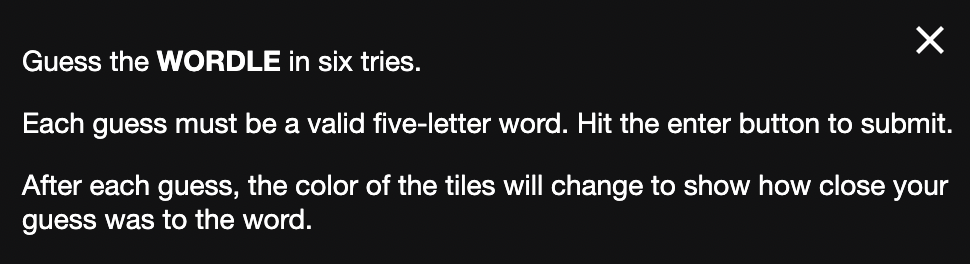 Guess the WORDLE in six tries.
Each guess must be a valid five-letter word. Hit the enter button to submit.
After each guess, the color of the tiles will change to show how close your
guess was to the word.